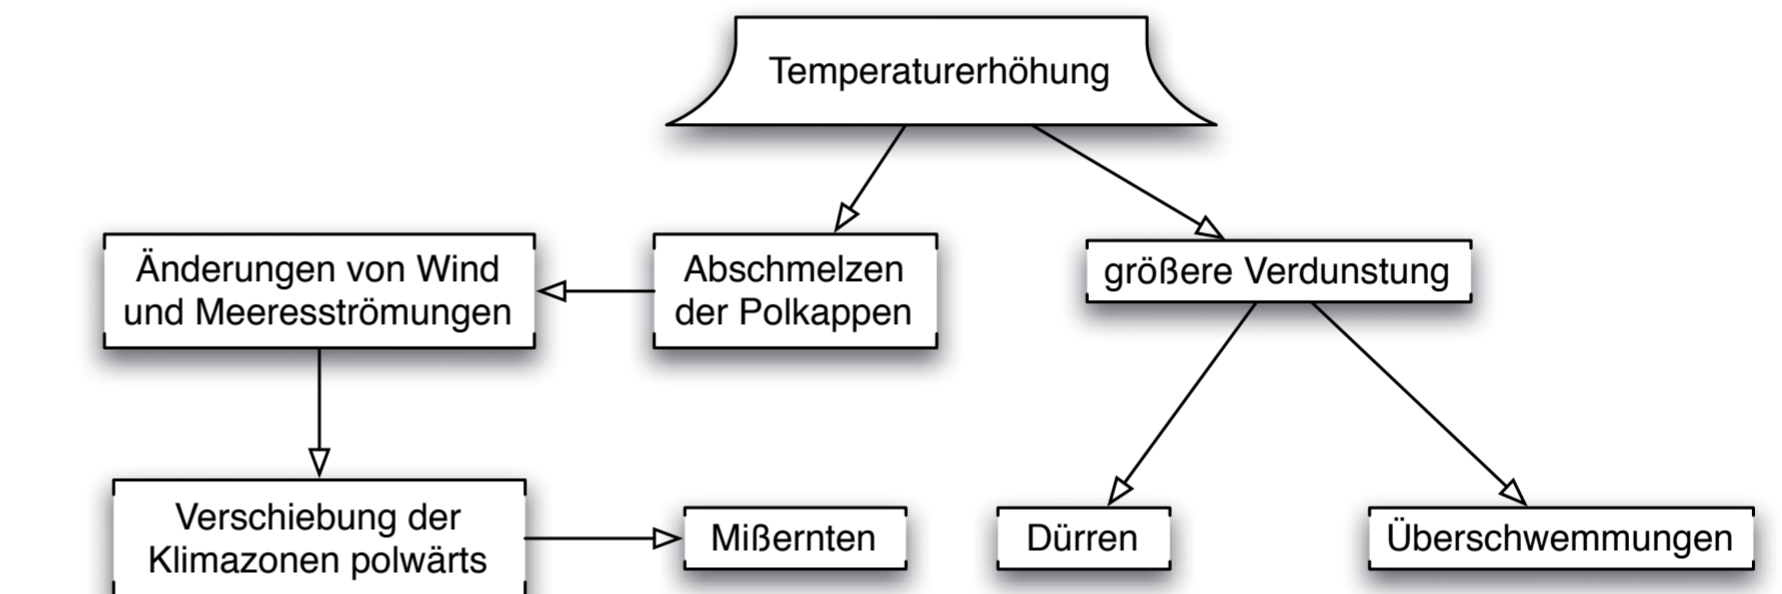 Temperaturerhöhung
Änderungen von Wind
und Meeresströmungen
Abschmelzen
der Polkappen
größere Verdunstung
Verschiebung der
Klimazonen polwärts
Mißernten
Dürren
Überschwemmungen